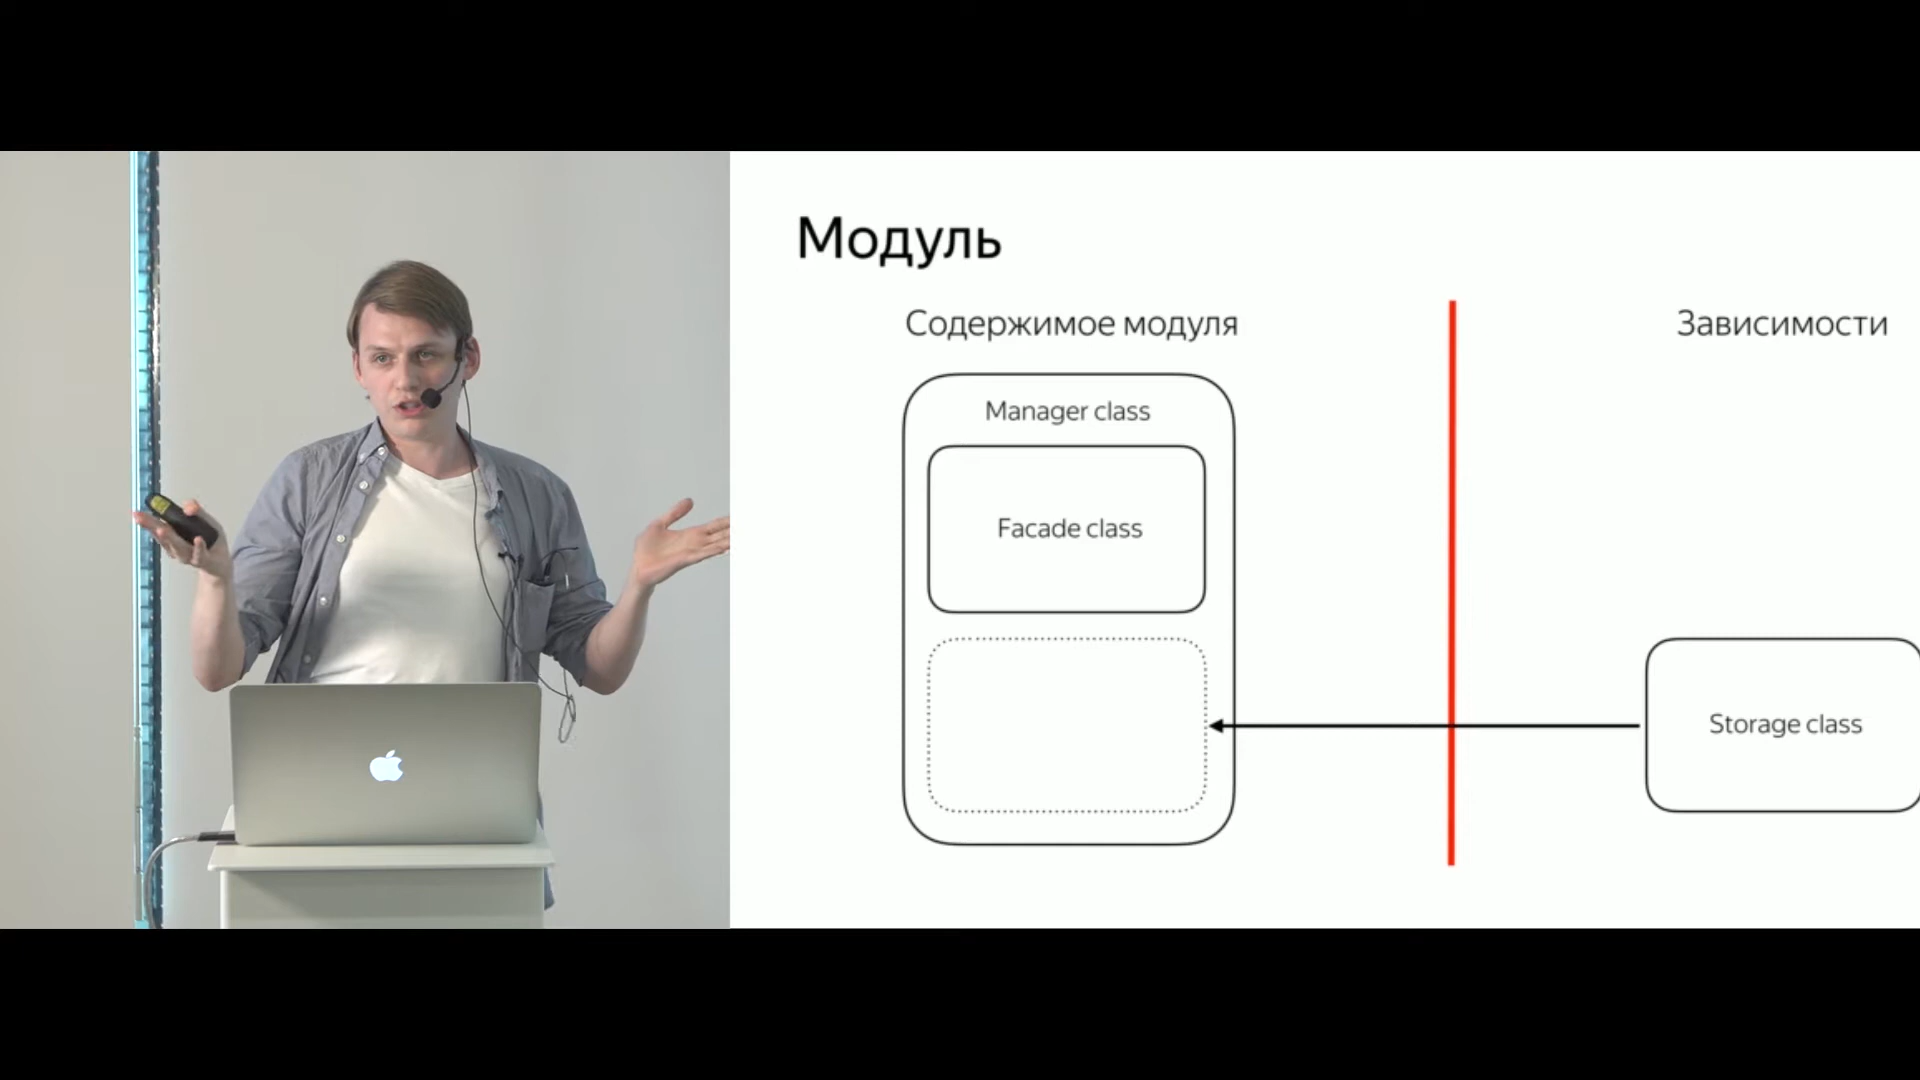 Модуль
Содержимое модуля
Зависимости
Manager class
Facade class
Storage class